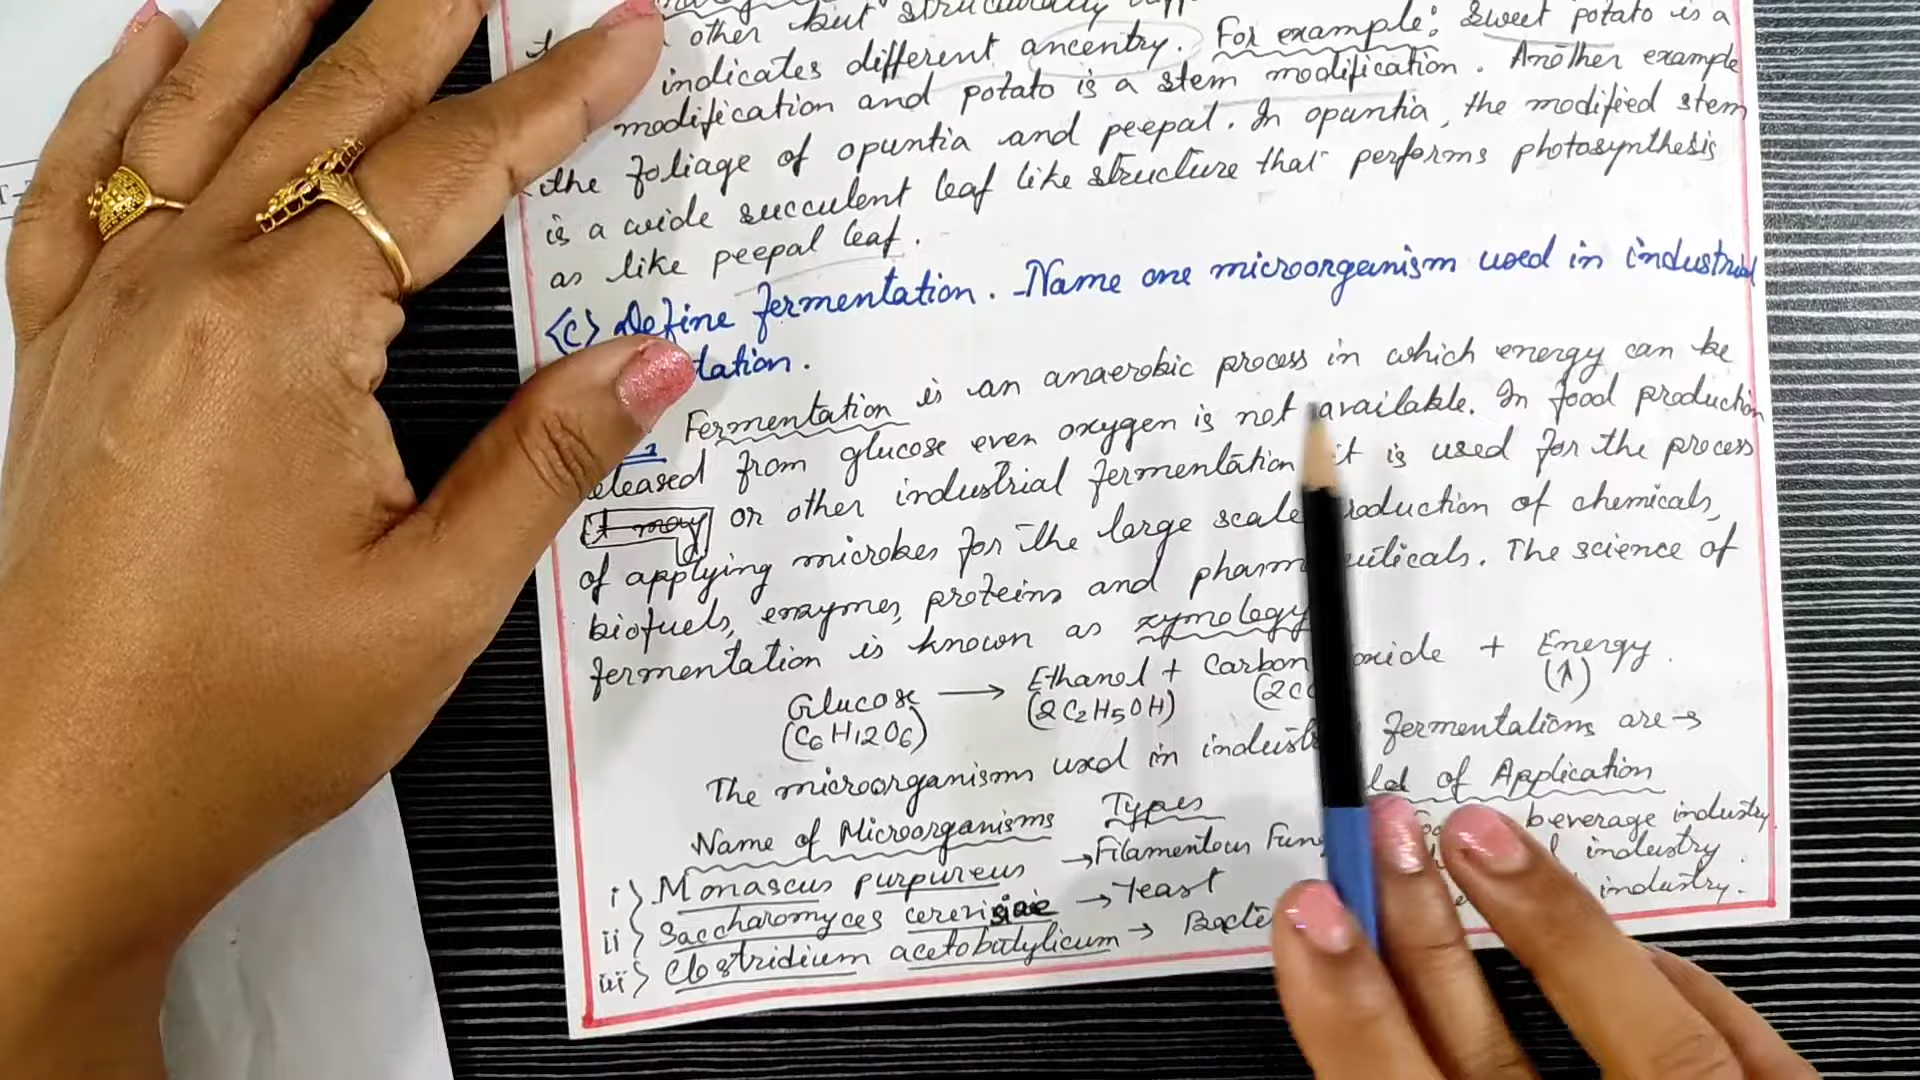 other but structurally
indicates different ancentry. For example: Sweet potato is a
modification and potato is a stem modification. Another example
the foliage of opuntia and peepal. In opuntia, the modified stem
is a wide succulent leaf like structure that performs photosynthesis
as like peepal leaf.
(C) Define fermentation. Name one microorganism used in industrial
Fermentation is an anaerobic process in which energy can be
released from glucose even oxygen is not available. In food production
It may or other industrial fermentation it is used for the process
of applying microbes for the large scale production of chemicals,
biofuels, enzymes, proteins and pharm uticals. The science of
fermentation is known as zymology
Glucose → Ethanol + Carbon oxide + Energy.
(C6H12O6) (2C2H5OH) (2C (λ)
The microorganisms used in industr fermentations are →
Name of Microorganisms Types ld of Application
i) Monascus purpureus → Filamentous Fun beverage industry.
ii) Saccharomyces cerevisiae → Yeast industry.
iii) Clostridium acetobutylicum → Bacte industry.